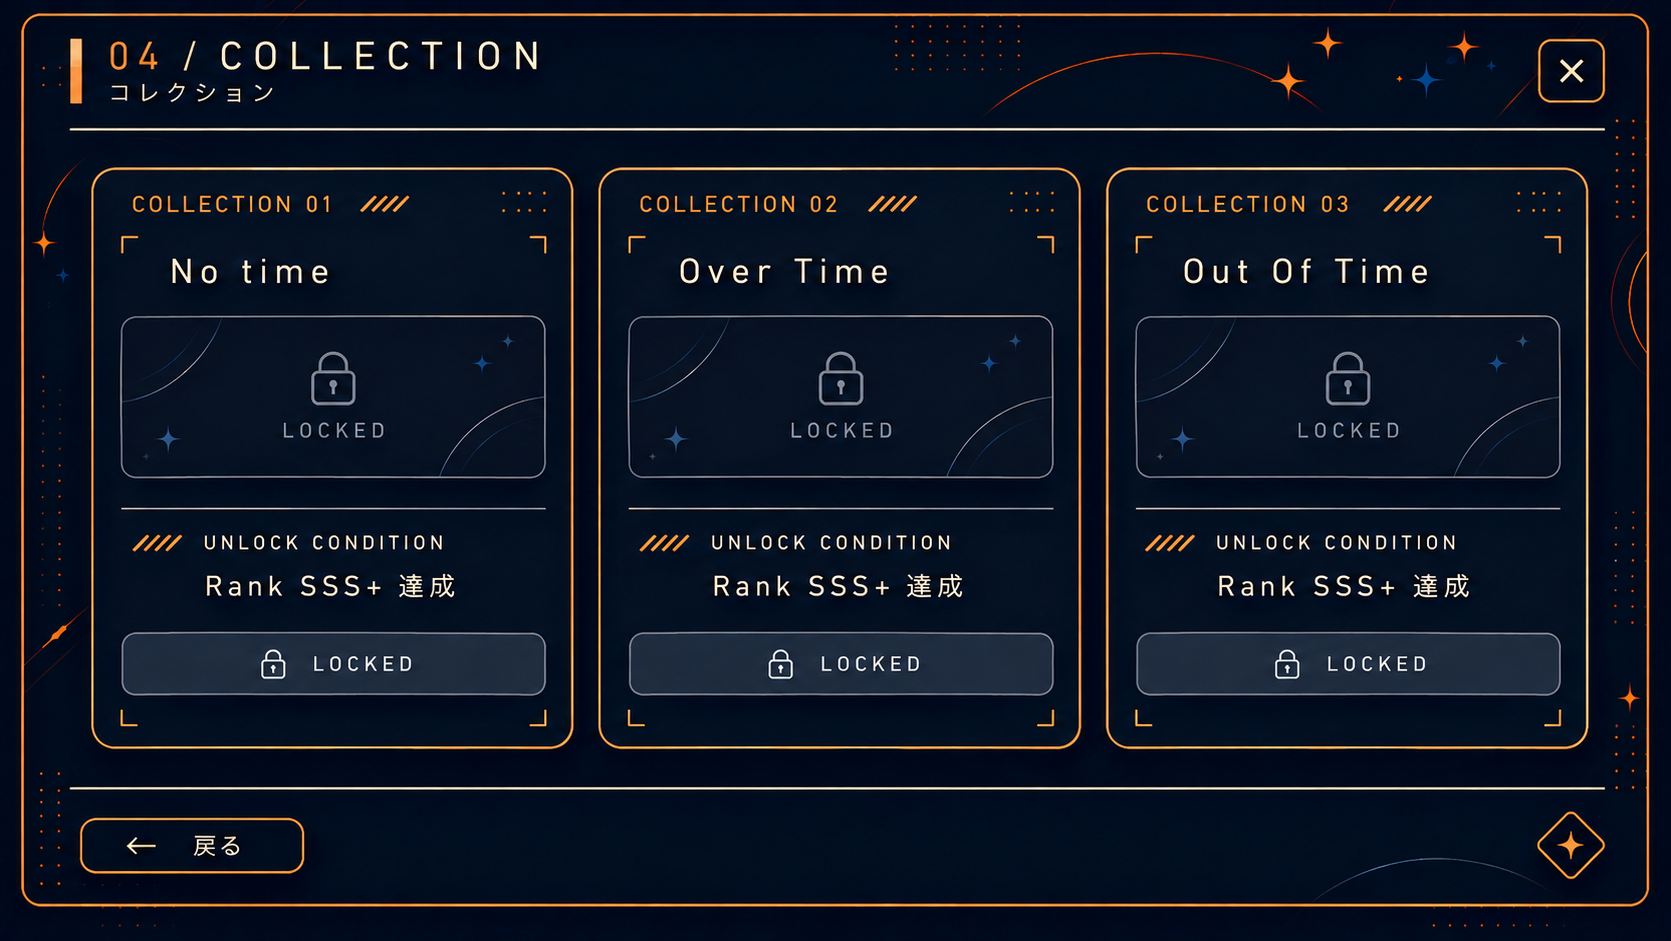 04 / COLLECTION
コレクション
COLLECTION 01
No time
LOCKED
UNLOCK CONDITION
Rank SSS+ 達成
LOCKED
COLLECTION 02
Over Time
LOCKED
UNLOCK CONDITION
Rank SSS+ 達成
LOCKED
COLLECTION 03
Out Of Time
LOCKED
UNLOCK CONDITION
Rank SSS+ 達成
LOCKED
← 戻る